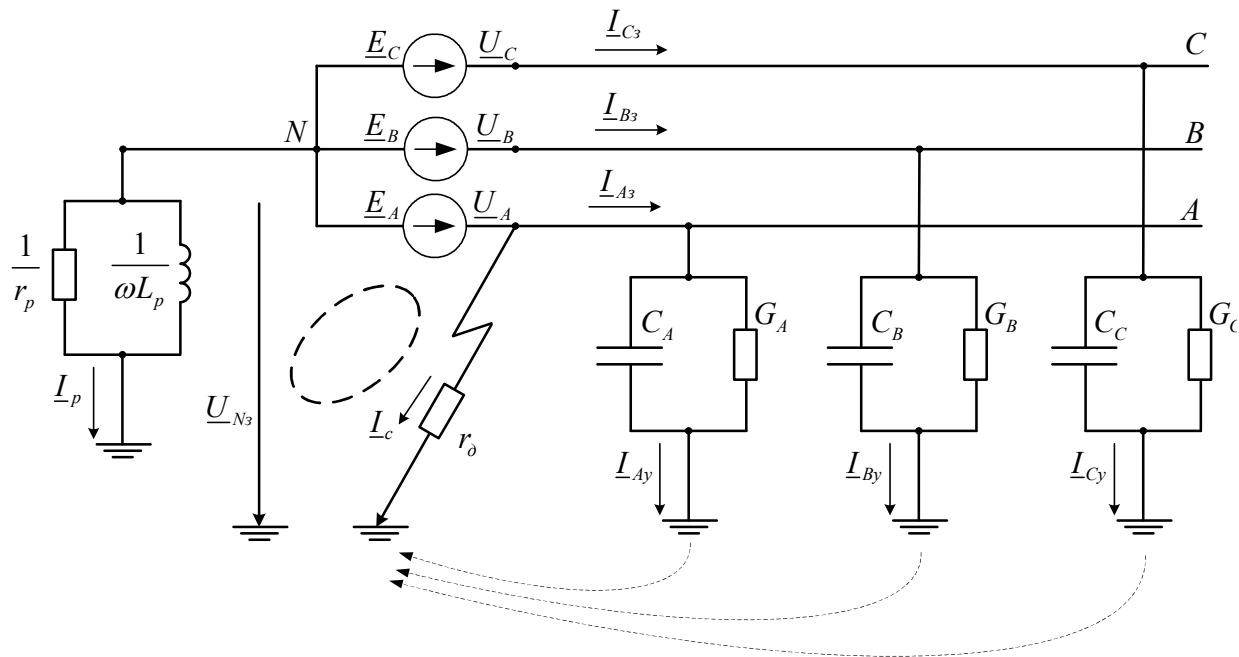 I_Cз
E_C U_C C
I_Bз
N E_B U_B B
I_Aз
E_A U_A A
1/r_p 1/ωL_p
C_A G_A C_B G_B C_C G_C
I_p U_Nз I_c r_∂
I_Ay I_By I_Cy